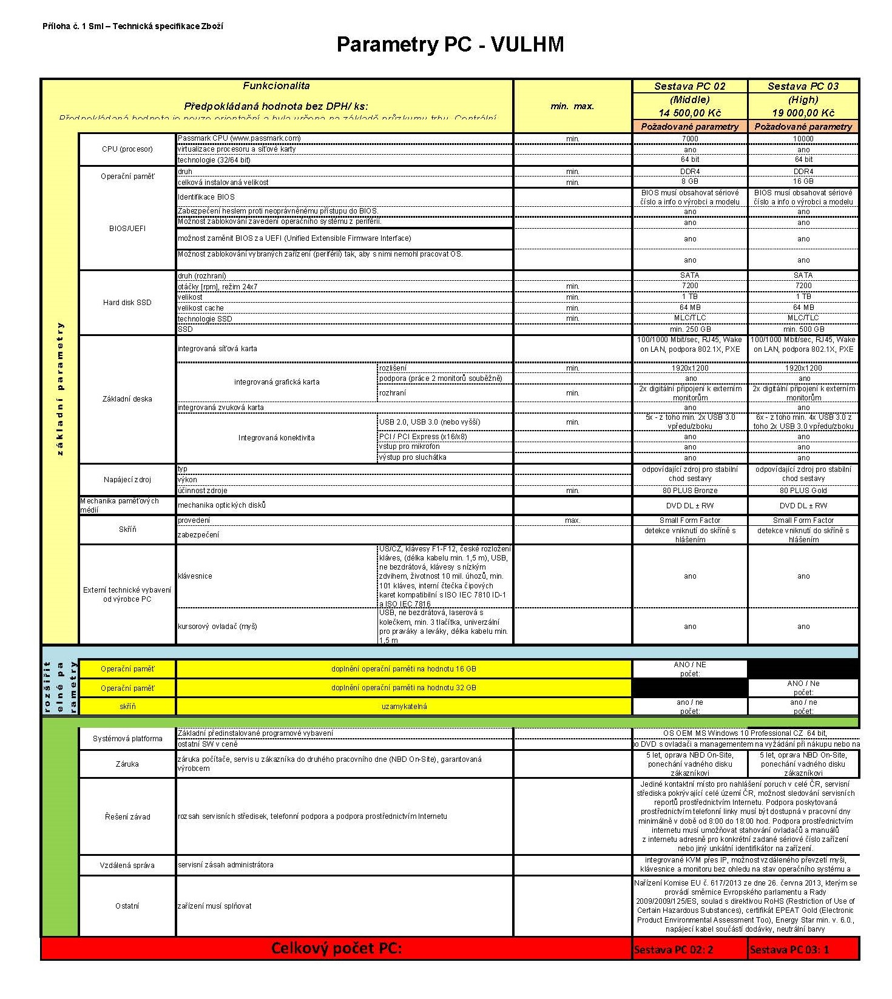 Příloha č. 1 Sml – Technická specifikace Zboží
Parametry PC - VULHM
Funkcionalita
Předpokládaná hodnota bez DPH/ ks:
Předpokládaná hodnota je pouze orientační a byla určena na základě průzkumu trhu. Centrální
min. max.
Sestava PC 02
(Middle)
14 500,00 Kč
Požadované parametry
Sestava PC 03
(High)
19 000,00 Kč
Požadované parametry
základní parametry
CPU (procesor)
Passmark CPU (www.passmark.com) min. 7000 10000
virtualizace procesoru a síťové karty ano ano
technologie (32/64 bit) 64 bit 64 bit
Operační paměť
druh min. DDR4 DDR4
celková instalovaná velikost min. 8 GB 16 GB
BIOS/UEFI
Identifikace BIOS
BIOS musí obsahovat sériové
číslo a info o výrobci a modelu
BIOS musí obsahovat sériové
číslo a info o výrobci a modelu
Zabezpečení heslem proti neoprávněnému přístupu do BIOS. ano ano
Možnost zablokování zavedení operačního systému z periférií. ano ano
možnost zaměnit BIOS za UEFI (Unified Extensible Firmware Interface) ano ano
Možnost zablokování vybraných zařízení (periférií) tak, aby s nimi nemohl pracovat OS. ano ano
Hard disk SSD
druh (rozhraní) SATA SATA
otáčky [rpm], režim 24x7 min. 7200 7200
velikost min. 1 TB 1 TB
velikost cache min. 64 MB 64 MB
technologie SSD min. MLC/TLC MLC/TLC
SSD min. 250 GB min. 500 GB
Základní deska
integrovaná síťová karta
100/1000 Mbit/sec, RJ45, Wake
on LAN, podpora 802.1X, PXE
100/1000 Mbit/sec, RJ45, Wake
on LAN, podpora 802.1X, PXE
integrovaná grafická karta
rozlišení min. 1920x1200 1920x1200
podpora (práce 2 monitorů souběžně) ano ano
rozhraní min.
2x digitální připojení k externím
monitorům
2x digitální připojení k externím
monitorům
integrovaná zvuková karta ano ano
Integrovaná konektivita
USB 2.0, USB 3.0 (nebo vyšší) min.
5x - z toho min. 2x USB 3.0
vpředu/zboku
6x - z toho min. 4x USB 3.0 z
toho 2x USB 3.0 vpředu/zboku
PCI / PCI Express (x16/x8) ano ano
vstup pro mikrofon ano ano
výstup pro sluchátka ano ano
Napájecí zdroj
typ
výkon
odpovídající zdroj pro stabilní
chod sestavy
odpovídající zdroj pro stabilní
chod sestavy
účinnost zdroje min. 80 PLUS Bronze 80 PLUS Gold
Mechanika paměťových
médií
mechanika optických disků DVD DL ± RW DVD DL ± RW
Skříň
provedení max. Small Form Factor Small Form Factor
zabezpečení
detekce vniknutí do skříně s
hlášením
detekce vniknutí do skříně s
hlášením
Externí technické vybavení
od výrobce PC
klávesnice
US/CZ, klávesy F1-F12, české rozložení
kláves, (délka kabelu min. 1,5 m), USB,
ne bezdrátová, klávesy s nízkým
zdvihem, životnost 10 mil. úhozů, min.
101 kláves, interní čtečka čipových
karet kompatibilní s ISO IEC 7810 ID-1
a ISO IEC 7816
ano ano
kursorový ovladač (myš)
USB, ne bezdrátová, laserová s
kolečkem, min. 3 tlačítka, univerzální
pro praváky a leváky, délka kabelu min.
1,5 m
ano ano
rozšířit
elné pa
rametry
Operační paměť doplnění operační paměti na hodnotu 16 GB
ANO / NE
počet:
Operační paměť doplnění operační paměti na hodnotu 32 GB
ANO / Ne
počet:
skříň uzamykatelná
ano / ne
počet:
ano / ne
počet:
Systémová platforma
Základní předinstalované programové vybavení OS OEM MS Windows 10 Professional CZ 64 bit,
ostatní SW v ceně DVD s ovladači a managementem na vyžádání při nákupu nebo na
Záruka
záruka počítače, servis u zákazníka do druhého pracovního dne (NBD On-Site), garantovaná
výrobcem
5 let, oprava NBD On-Site,
ponechání vadného disku
zákazníkovi
5 let, oprava NBD On-Site,
ponechání vadného disku
zákazníkovi
Řešení závad
rozsah servisních středisek, telefonní podpora a podpora prostřednictvím Internetu
Jediné kontaktní místo pro nahlášení poruch v celé ČR, servisní
střediska pokrývající celé území ČR, možnost sledování servisních
reportů prostřednictvím Internetu. Podpora poskytovaná
prostřednictvím telefonní linky musí být dostupná v pracovní dny
minimálně v době od 8:00 do 18:00 hod. Podpora prostřednictvím
internetu musí umožňovat stahování ovladačů a manuálů
z internetu adresně pro konkrétní zadané sériové číslo zařízení
nebo jiný unkátní identifikátor na zařízení.
Vzdálená správa
servisní zásah administrátora
integrované KVM přes IP, možnost vzdáleného převzetí myši,
klávesnice a monitoru bez ohledu na stav operačního systému a
Ostatní
zařízení musí splňovat
Nařízení Komise EU č. 617/2013 ze dne 26. června 2013, kterým se
provádí směrnice Evropského parlamentu a Rady
2009/2009/125/ES, soulad s direktivou RoHS (Restriction of Use of
Certain Hazardous Substances), certifikát EPEAT Gold (Electronic
Product Environmental Assessment Too), Energy Star min. v. 6.0.,
napájecí kabel součástí dodávky, neutrální barvy
Celkový počet PC:
Sestava PC 02: 2
Sestava PC 03: 1